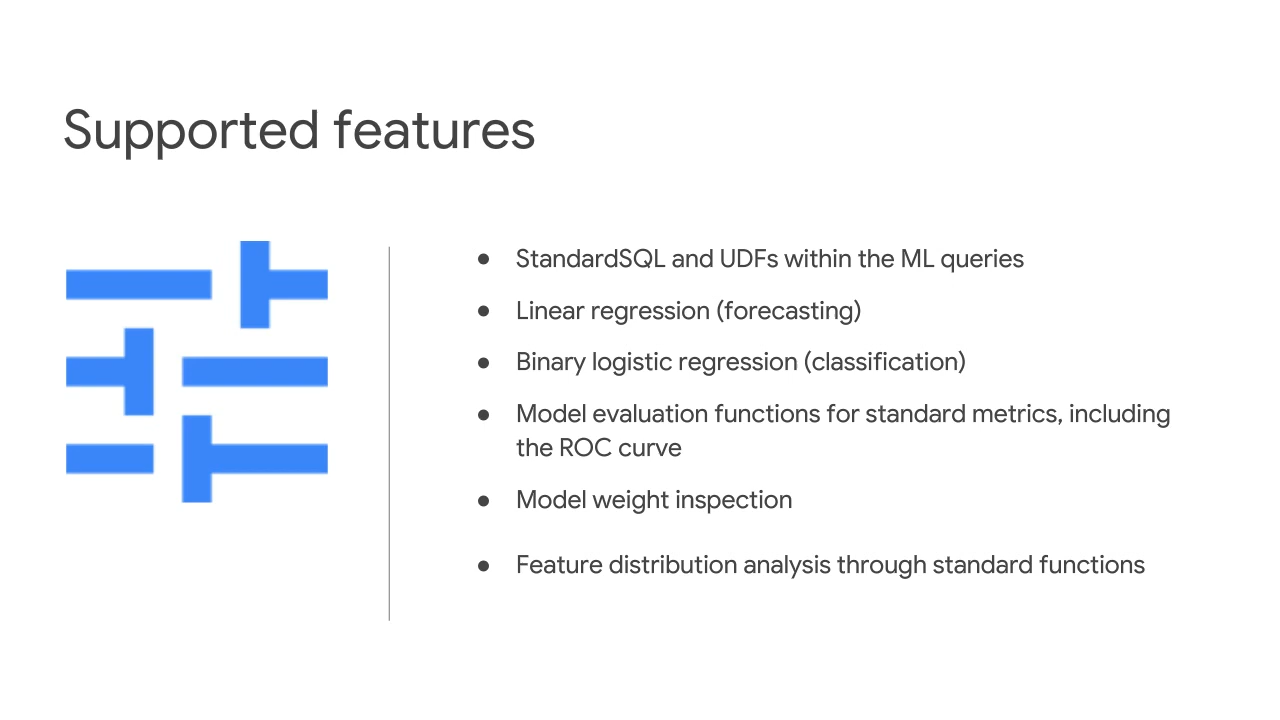 Supported features
● StandardSQL and UDFs within the ML queries
● Linear regression (forecasting)
● Binary logistic regression (classification)
● Model evaluation functions for standard metrics, including
the ROC curve
● Model weight inspection
● Feature distribution analysis through standard functions